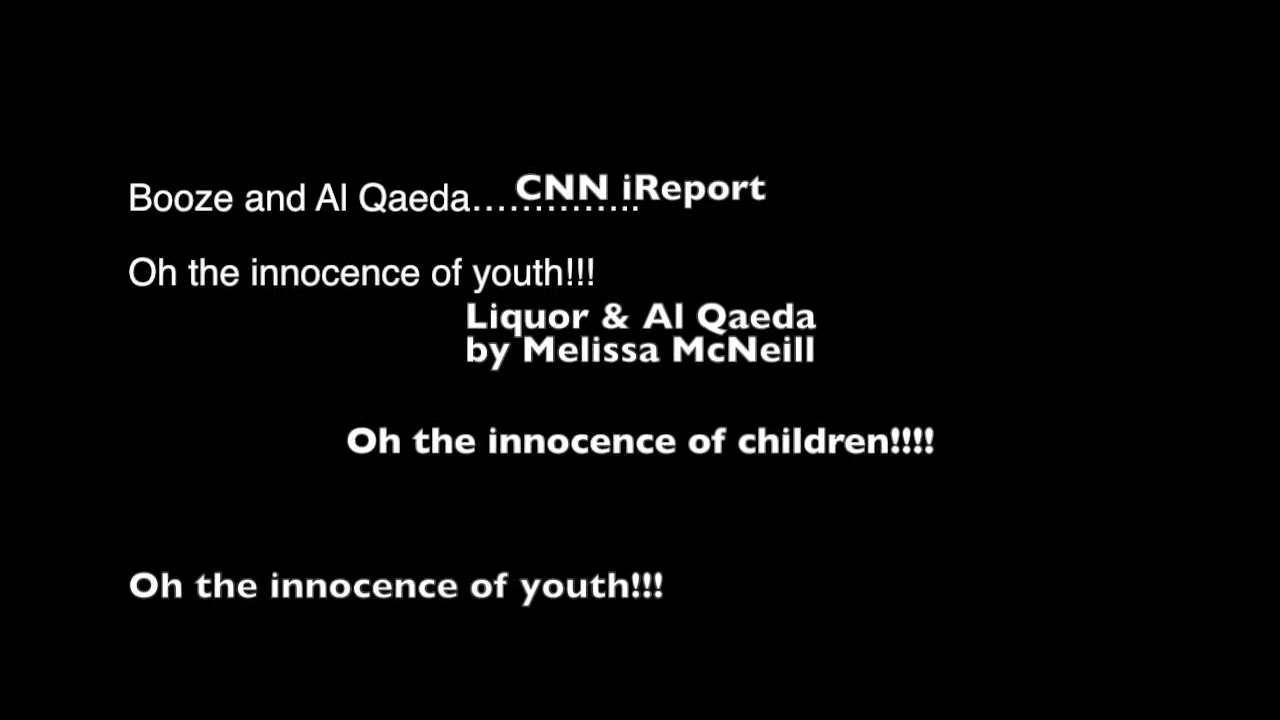 CNN iReport
Booze and Al Qaeda…………..
Oh the innocence of youth!!!
Liquor & Al Qaeda
by Melissa McNeill
Oh the innocence of children!!!!
Oh the innocence of youth!!!